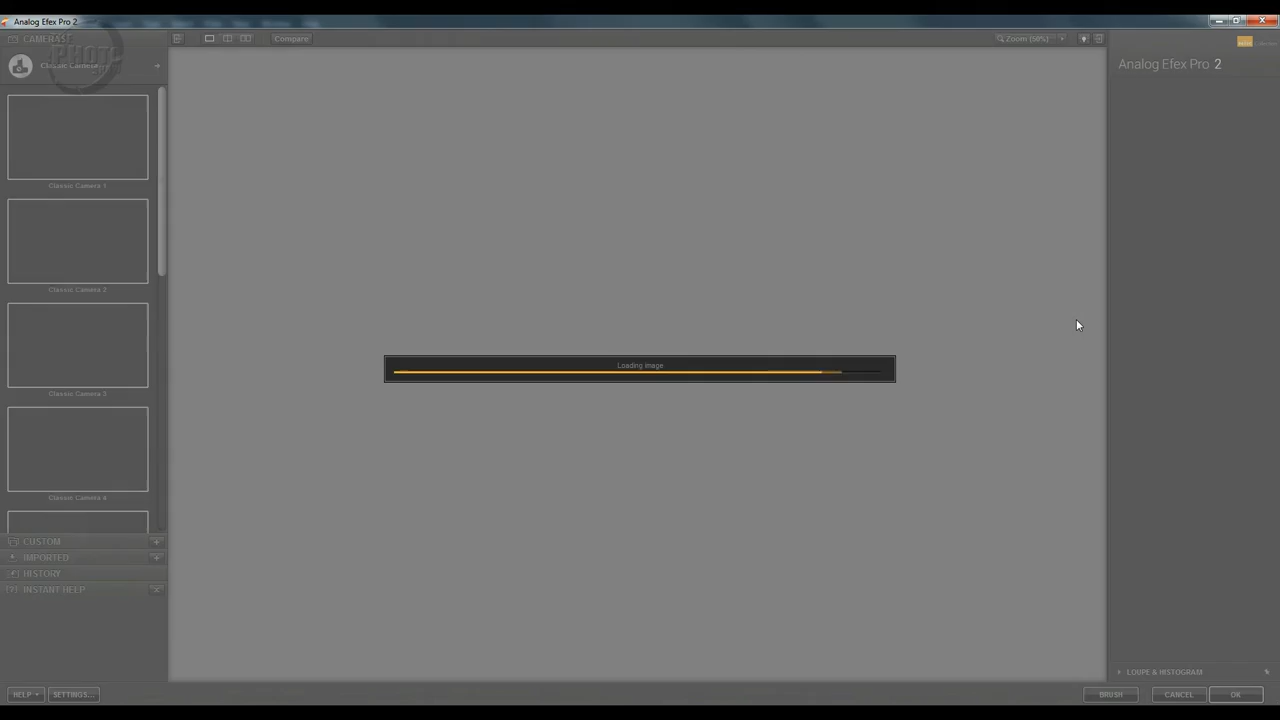 Analog Efex Pro 2
CAMERAS
PHOTO
Compare
Zoom (50%)
Classic Camera
Analog Efex Pro 2
Classic Camera 1
Classic Camera 2
Loading image
Classic Camera 3
Classic Camera 4
CUSTOM
IMPORTED
HISTORY
INSTANT HELP
LOUPE & HISTOGRAM
HELP
SETTINGS...
BRUSH
CANCEL
OK